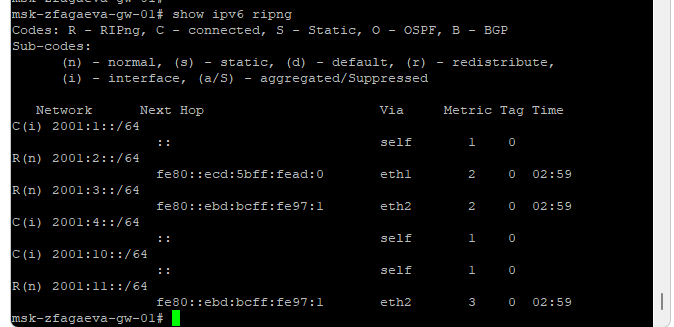 msk-zfagaeva-gw-01#
msk-zfagaeva-gw-01# show ipv6 ripng
Codes: R - RIPng, C - connected, S - Static, O - OSPF, B - BGP
Sub-codes:
      (n) - normal, (s) - static, (d) - default, (r) - redistribute,
      (i) - interface, (a/S) - aggregated/Suppressed
   Network      Next Hop                      Via     Metric Tag Time
C(i) 2001:1::/64
                  ::                          self       1    0
R(n) 2001:2::/64
                  fe80::ecd:5bff:fead:0       eth1       2    0  02:59
R(n) 2001:3::/64
                  fe80::ebd:bcff:fe97:1       eth2       2    0  02:59
C(i) 2001:4::/64
                  ::                          self       1    0
C(i) 2001:10::/64
                  ::                          self       1    0
R(n) 2001:11::/64
                  fe80::ebd:bcff:fe97:1       eth2       3    0  02:59
msk-zfagaeva-gw-01#